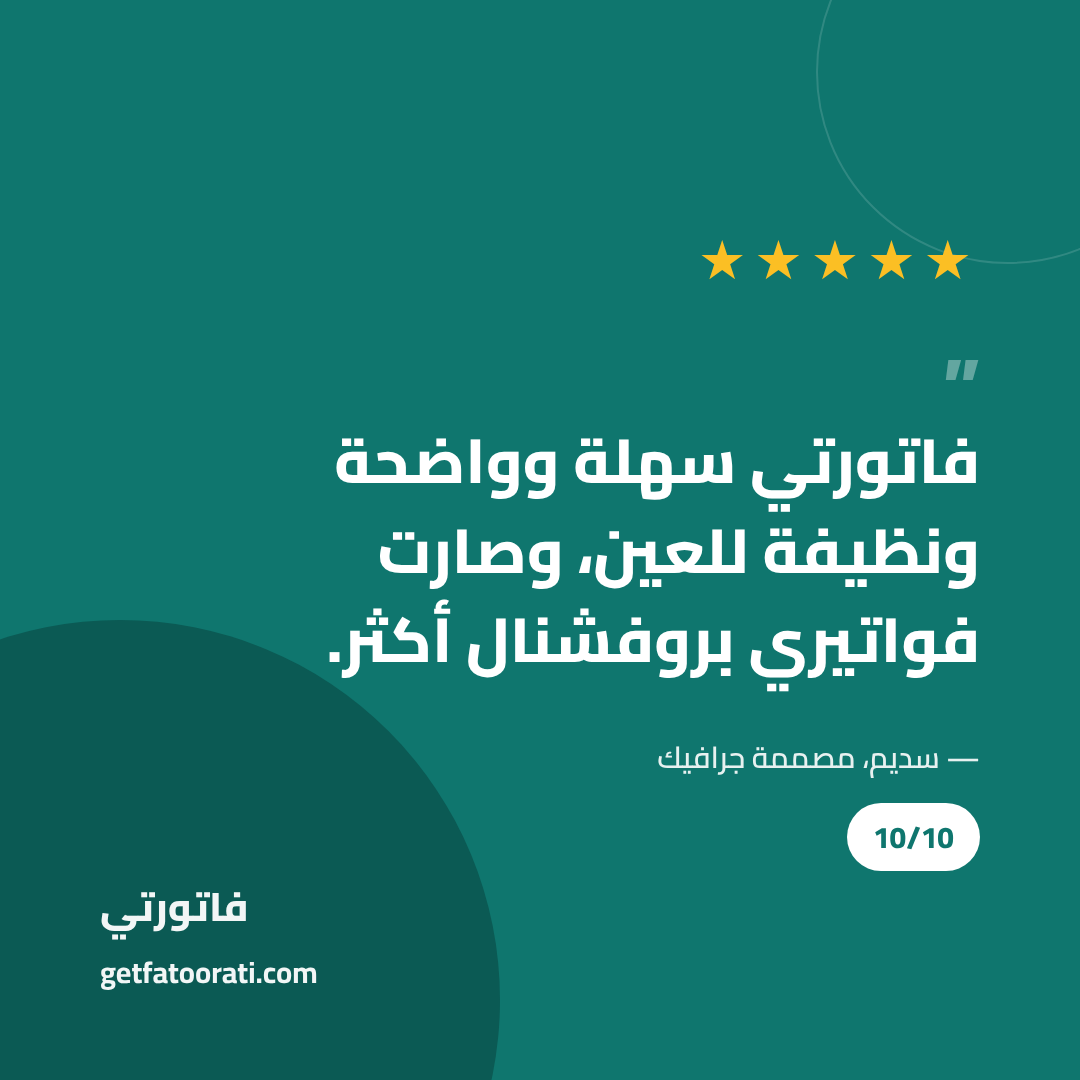 ★★★★★
"
فاتورتي سهلة وواضحة
ونظيفة للعين، وصارت
فواتيري بروفشنال أكثر.
— سديم، مصممة جرافيك
10/10
فاتورتي
getfatoorati.com